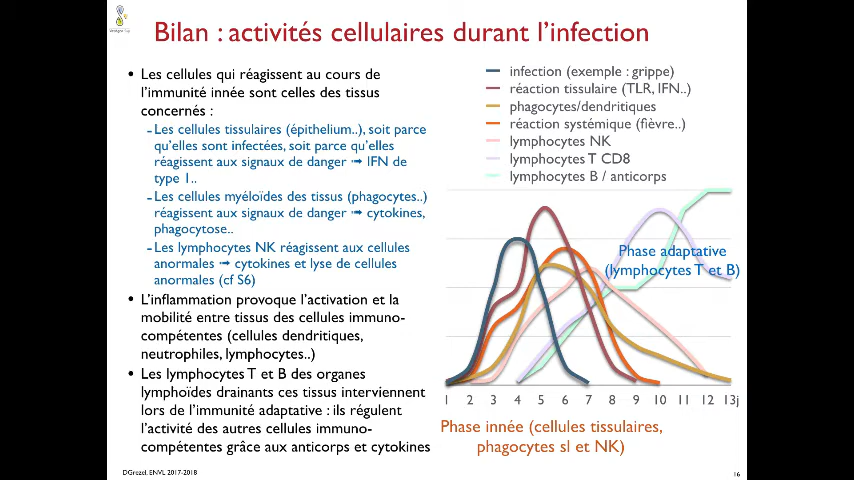 Bilan : activités cellulaires durant l'infection
• Les cellules qui réagissent au cours de
l'immunité innée sont celles des tissus
concernés :
- Les cellules tissulaires (épithelium..), soit parce
qu'elles sont infectées, soit parce qu'elles
réagissent aux signaux de danger ➟ IFN de
type 1..
- Les cellules myéloïdes des tissus (phagocytes..)
réagissent aux signaux de danger ➟ cytokines,
phagocytose..
- Les lymphocytes NK réagissent aux cellules
anormales ➟ cytokines et lyse de cellules
anormales (cf S6)
• L'inflammation provoque l'activation et la
mobilité entre tissus des cellules immuno-
compétentes (cellules dendritiques,
neutrophiles, lymphocytes..)
• Les lymphocytes T et B des organes
lymphoïdes drainants ces tissus interviennent
lors de l'immunité adaptative : ils régulent
l'activité des autres cellules immuno-
compétentes grâce aux anticorps et cytokines
infection (exemple : grippe)
réaction tissulaire (TLR, IFN..)
phagocytes/dendritiques
réaction systémique (fièvre..)
lymphocytes NK
lymphocytes T CD8
lymphocytes B / anticorps
Phase adaptative
(lymphocytes T et B)
1 2 3 4 5 6 7 8 9 10 11 12 13j
Phase innée (cellules tissulaires,
phagocytes sl et NK)
DGrezel, ENVL 2017-2018
16